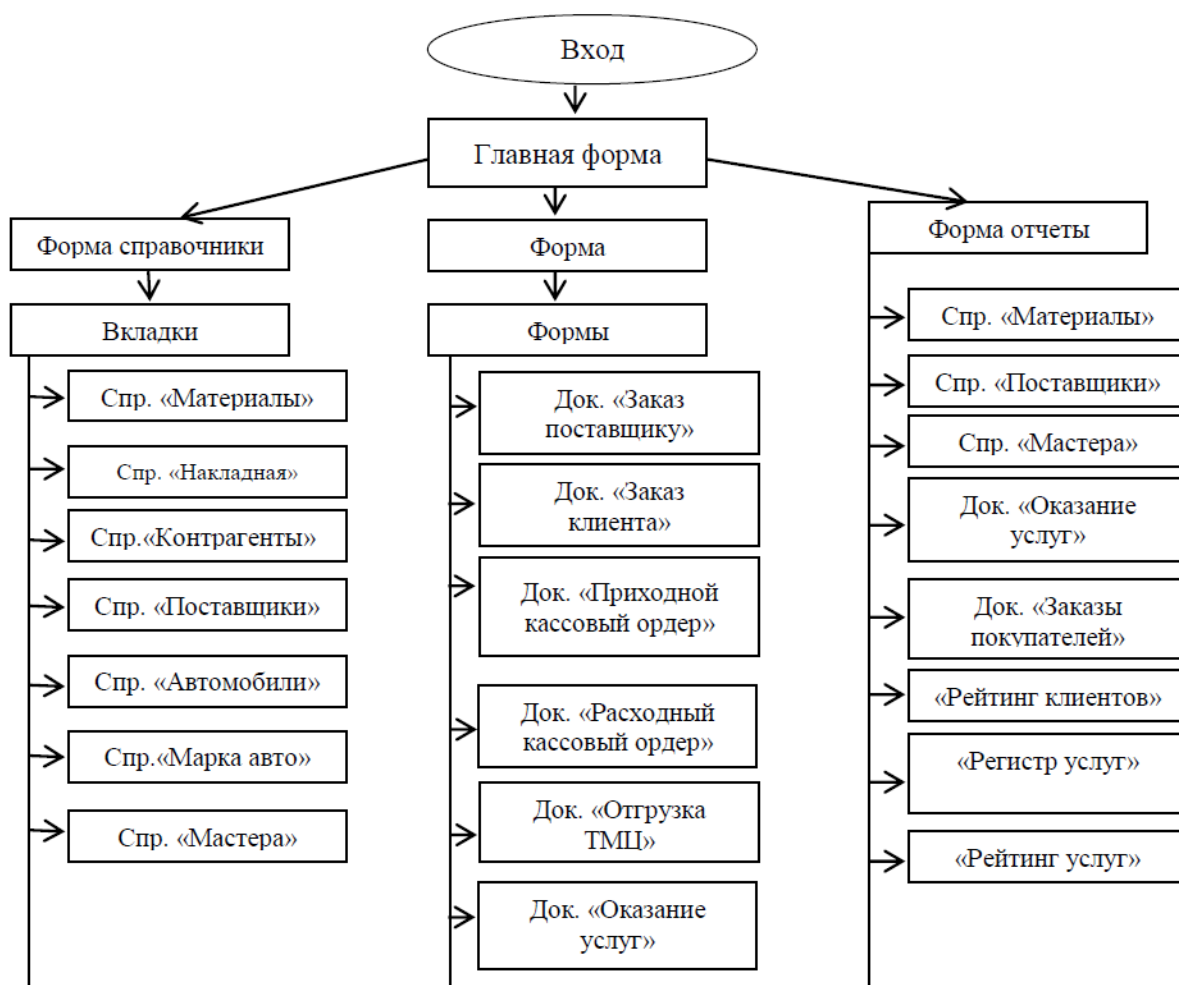 Вход
Главная форма
Форма справочники
Вкладки
Спр. «Материалы»
Спр. «Накладная»
Спр.«Контрагенты»
Спр. «Поставщики»
Спр. «Автомобили»
Спр.«Марка авто»
Спр. «Мастера»
Форма
Формы
Док. «Заказ
поставщику»
Док. «Заказ
клиента»
Док. «Приходной
кассовый ордер»
Док. «Расходный
кассовый ордер»
Док. «Отгрузка
ТМЦ»
Док. «Оказание
услуг»
Форма отчеты
Спр. «Материалы»
Спр. «Поставщики»
Спр. «Мастера»
Док. «Оказание
услуг»
Док. «Заказы
покупателей»
«Рейтинг клиентов»
«Регистр услуг»
«Рейтинг услуг»